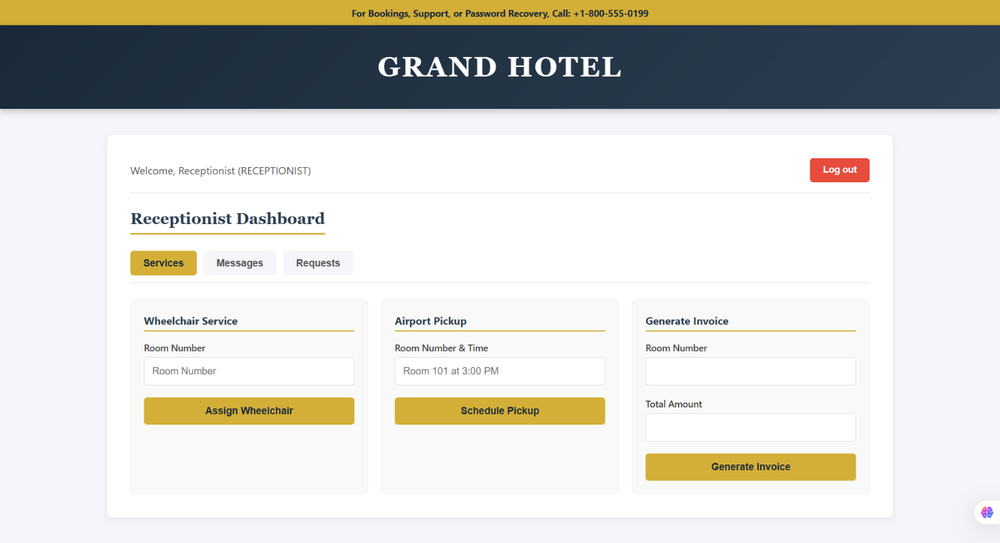 For Bookings, Support, or Password Recovery, Call: +1-800-555-0199
GRAND HOTEL
Welcome, Receptionist (RECEPTIONIST)
Log out
Receptionist Dashboard
Services
Messages
Requests
Wheelchair Service
Room Number
Room Number
Assign Wheelchair
Airport Pickup
Room Number & Time
Room 101 at 3:00 PM
Schedule Pickup
Generate Invoice
Room Number
Total Amount
Generate Invoice